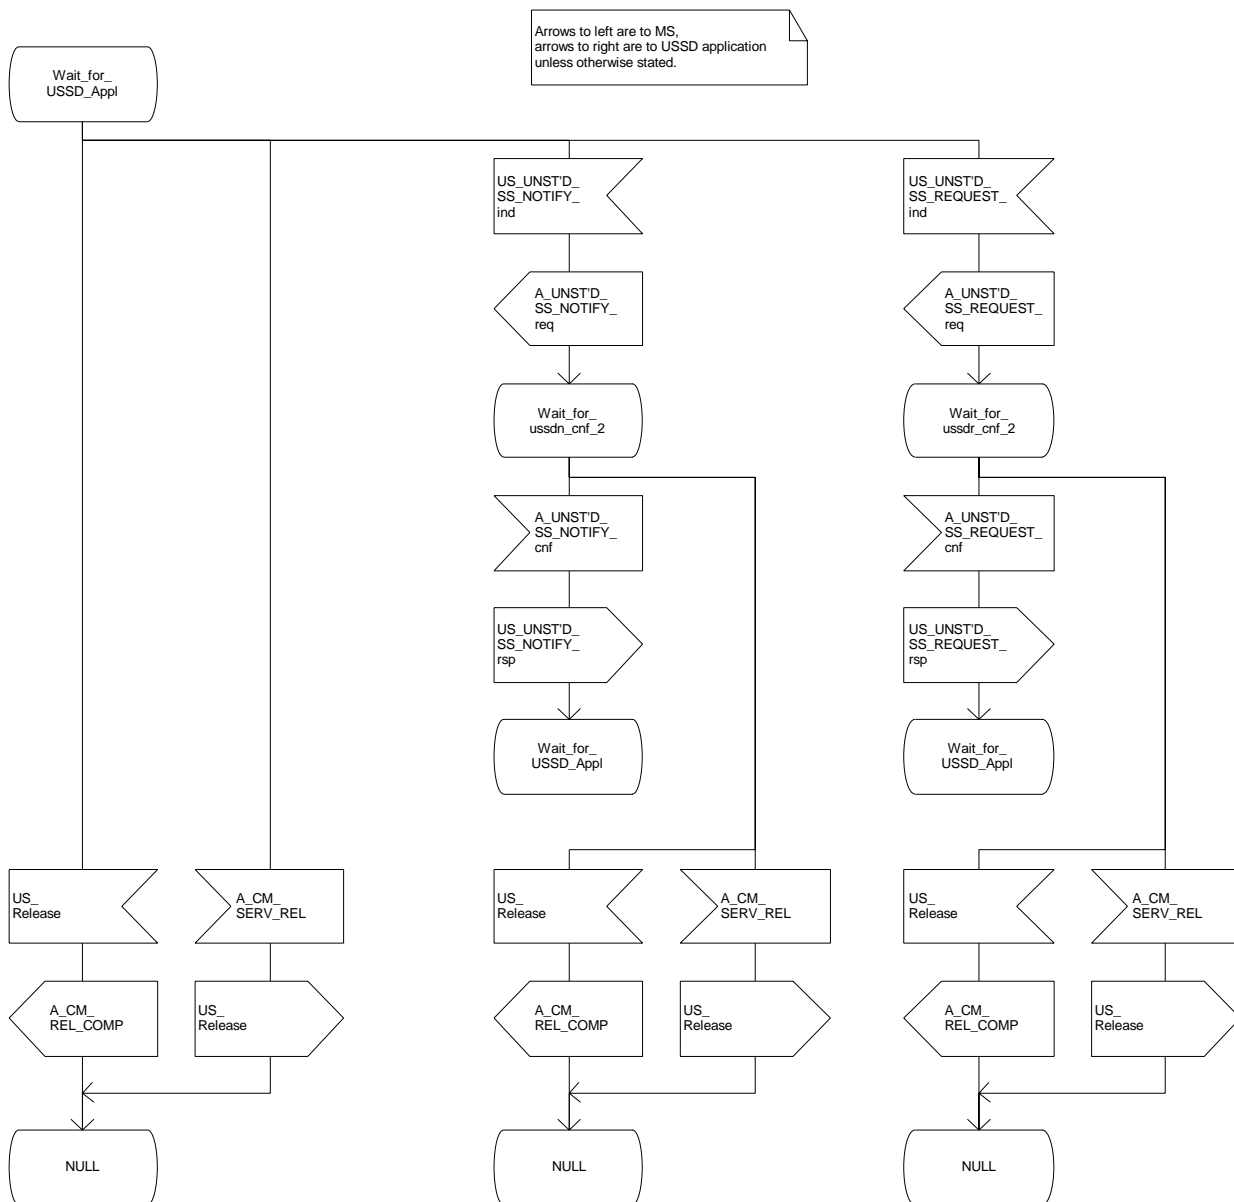 Arrows to left are to MS,
arrows to right are to USSD application
unless otherwise stated.
Wait_for_
USSD_Appl
US_UNST'D_
SS_NOTIFY_
ind
US_UNST'D_
SS_REQUEST_
ind
A_UNST'D_
SS_NOTIFY_
req
A_UNST'D_
SS_REQUEST_
req
Wait_for_
ussdn_cnf_2
Wait_for_
ussdr_cnf_2
A_UNST'D_
SS_NOTIFY_
cnf
A_UNST'D_
SS_REQUEST_
cnf
US_UNST'D_
SS_NOTIFY_
rsp
US_UNST'D_
SS_REQUEST_
rsp
Wait_for_
USSD_Appl
Wait_for_
USSD_Appl
US_
Release
A_CM_
SERV_REL
US_
Release
A_CM_
SERV_REL
US_
Release
A_CM_
SERV_REL
A_CM_
REL_COMP
US_
Release
A_CM_
REL_COMP
US_
Release
A_CM_
REL_COMP
US_
Release
NULL
NULL
NULL